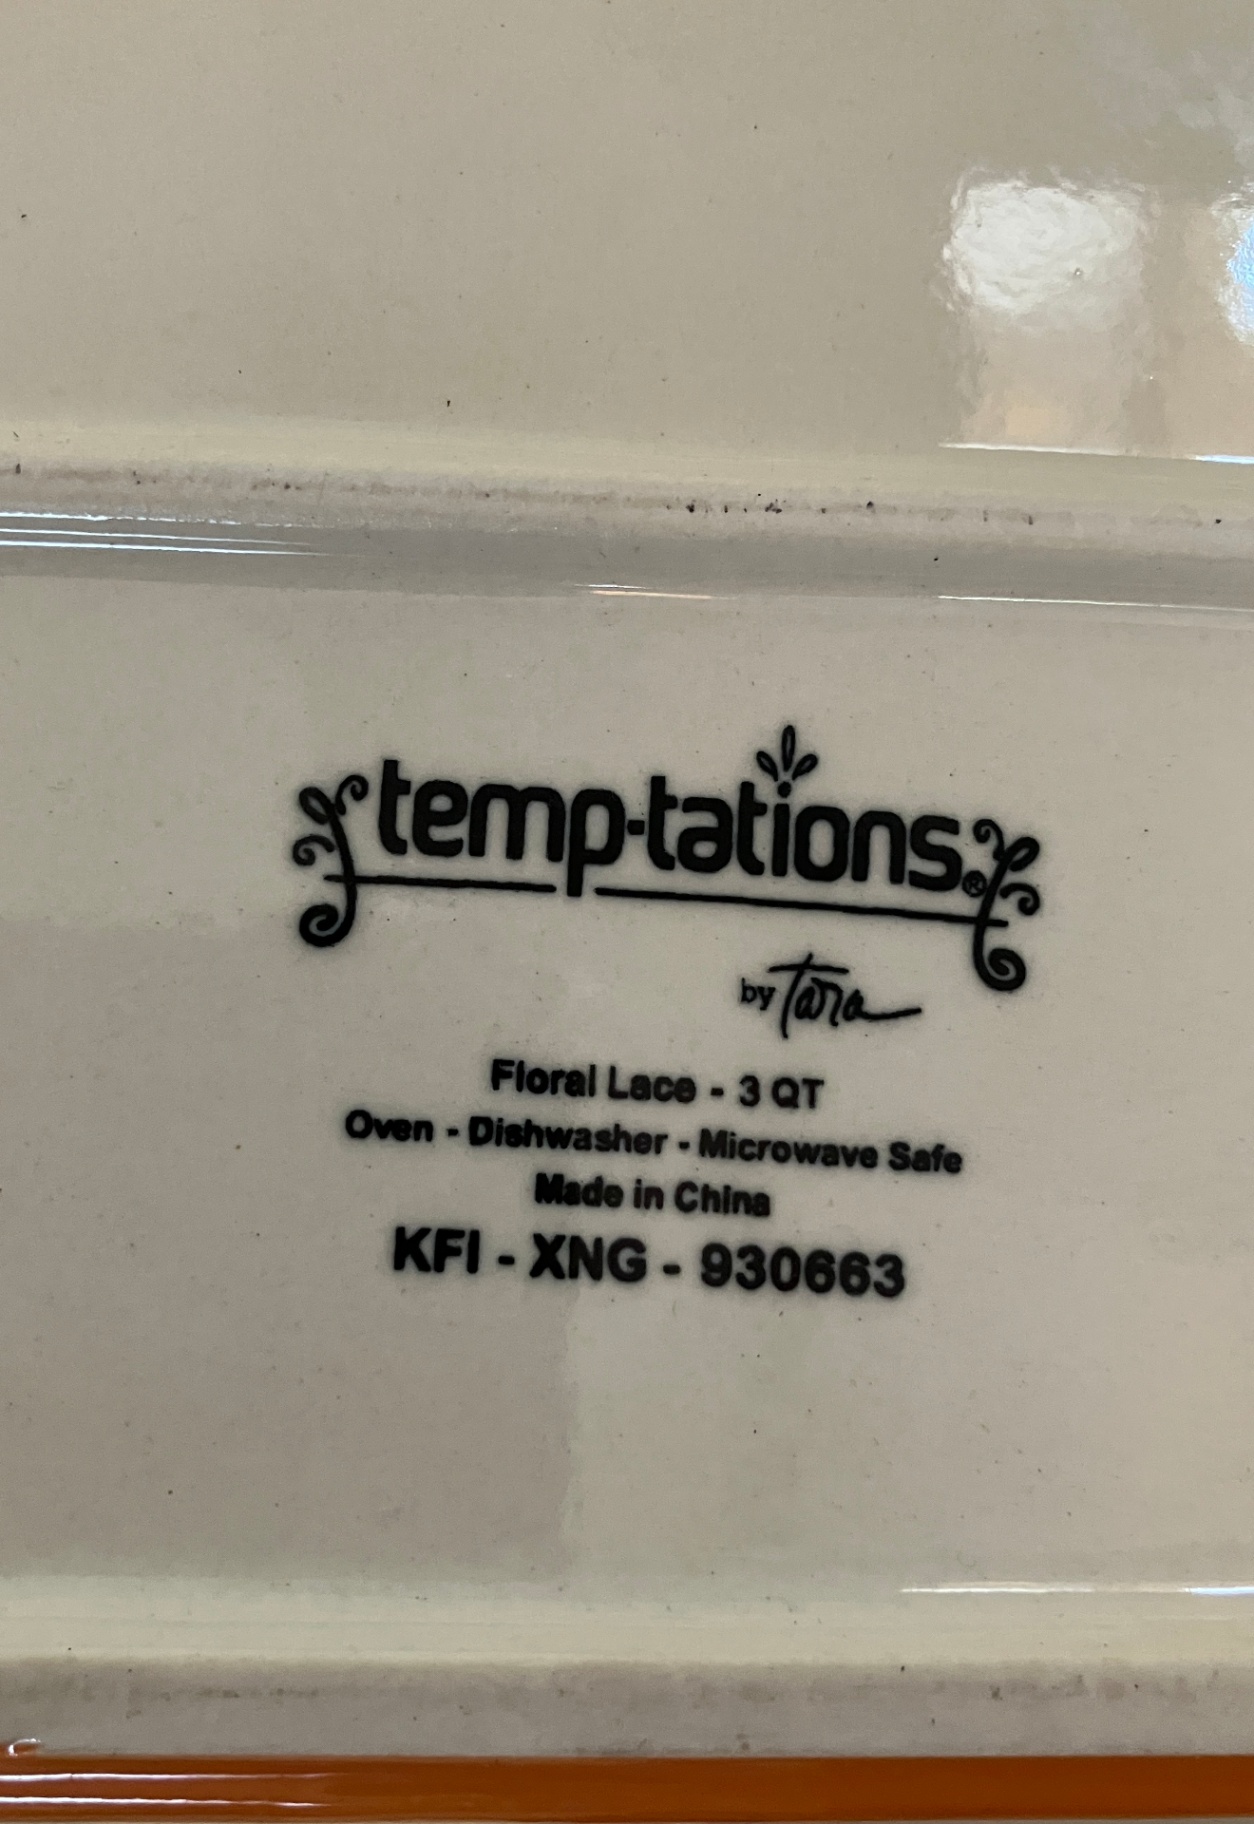 temp-tations®
by Tara
Floral Lace - 3 QT
Oven - Dishwasher - Microwave Safe
Made in China
KFI - XNG - 930663